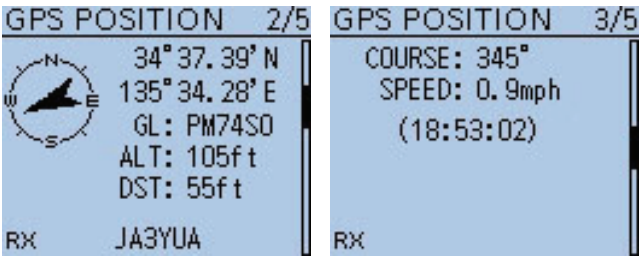 GPS POSITION 2/5
N
34°37.39'N
W E
135°34.28'E
S
GL: PM74SO
ALT: 105ft
DST: 55ft
RX JA3YUA
GPS POSITION 3/5
COURSE: 345°
SPEED: 0.9mph
(18:53:02)
RX